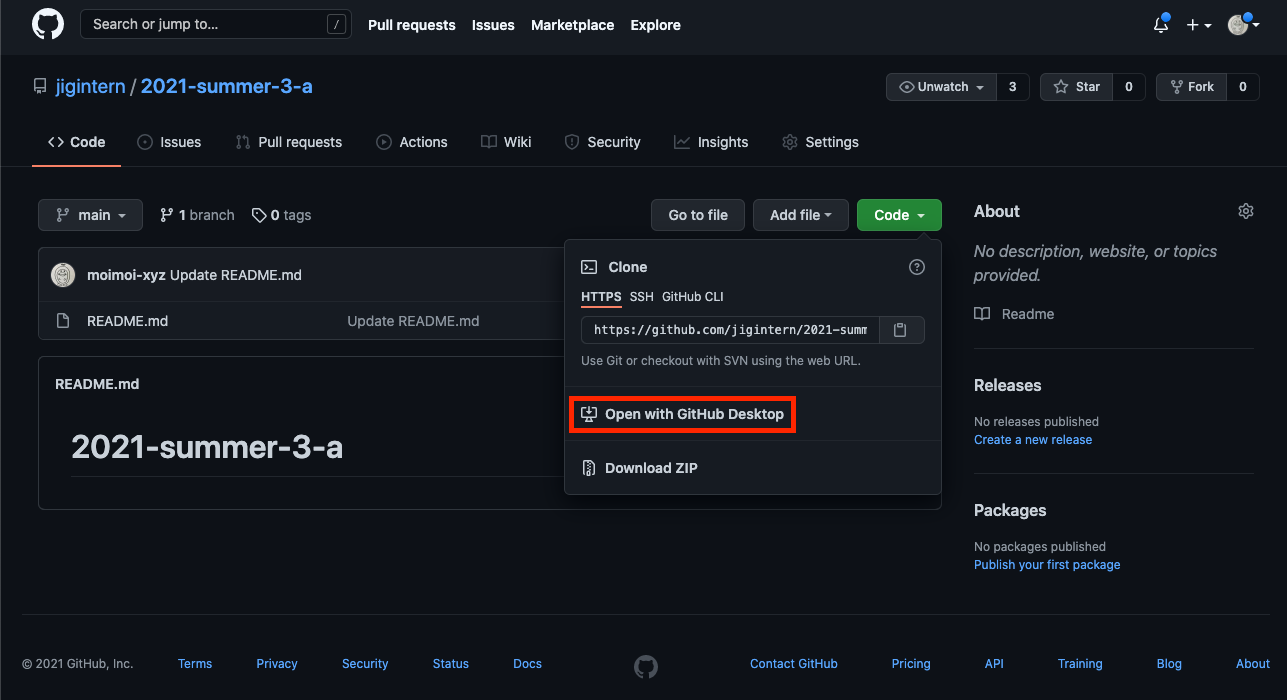 Search or jump to... /
Pull requests Issues Marketplace Explore
jigintern / 2021-summer-3-a
Unwatch 3 Star 0 Fork 0
Code Issues Pull requests Actions Wiki Security Insights Settings
main 1 branch 0 tags
Go to file Add file Code
moimoi-xyz Update README.md
README.md Update README.md
README.md
2021-summer-3-a
Clone
HTTPS SSH GitHub CLI
https://github.com/jigintern/2021-summ
Use Git or checkout with SVN using the web URL.
Open with GitHub Desktop
Download ZIP
About
No description, website, or topics
provided.
Readme
Releases
No releases published
Create a new release
Packages
No packages published
Publish your first package
© 2021 GitHub, Inc. Terms Privacy Security Status Docs Contact GitHub Pricing API Training Blog About